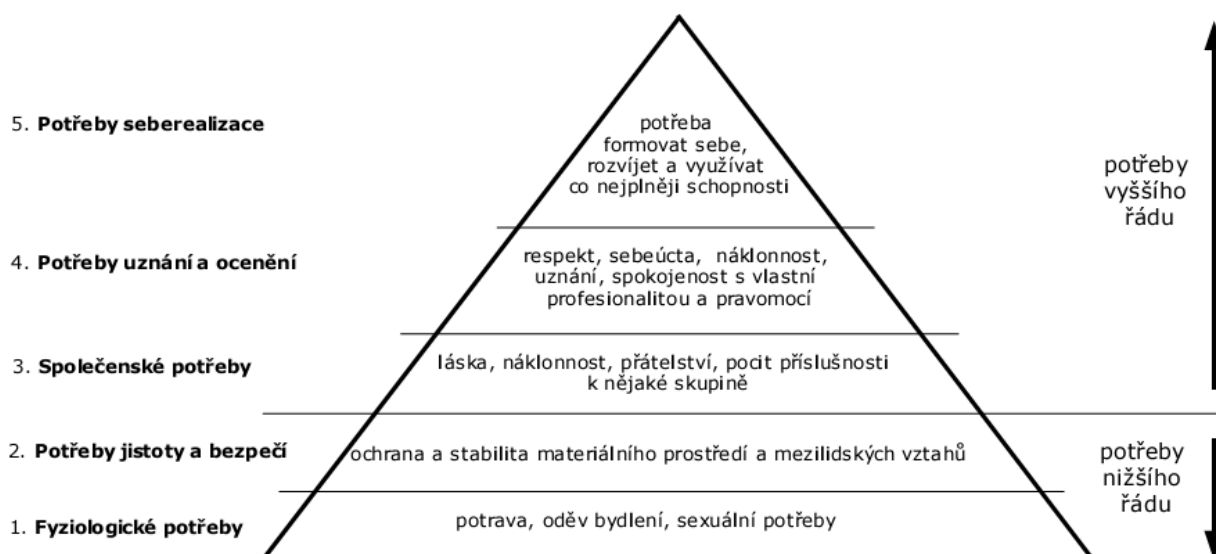 5. Potřeby seberealizace
potřeba
formovat sebe,
rozvíjet a využívat
co nejplněji schopnosti
potřeby
vyššího
řádu
4. Potřeby uznání a ocenění
respekt, sebeúcta, náklonnost,
uznání, spokojenost s vlastní
profesionalitou a pravomocí
3. Společenské potřeby
láska, náklonnost, přátelství, pocit příslušnosti
k nějaké skupině
2. Potřeby jistoty a bezpečí
ochrana a stabilita materiálního prostředí a mezilidských vztahů
potřeby
nižšího
řádu
1. Fyziologické potřeby
potrava, oděv bydlení, sexuální potřeby